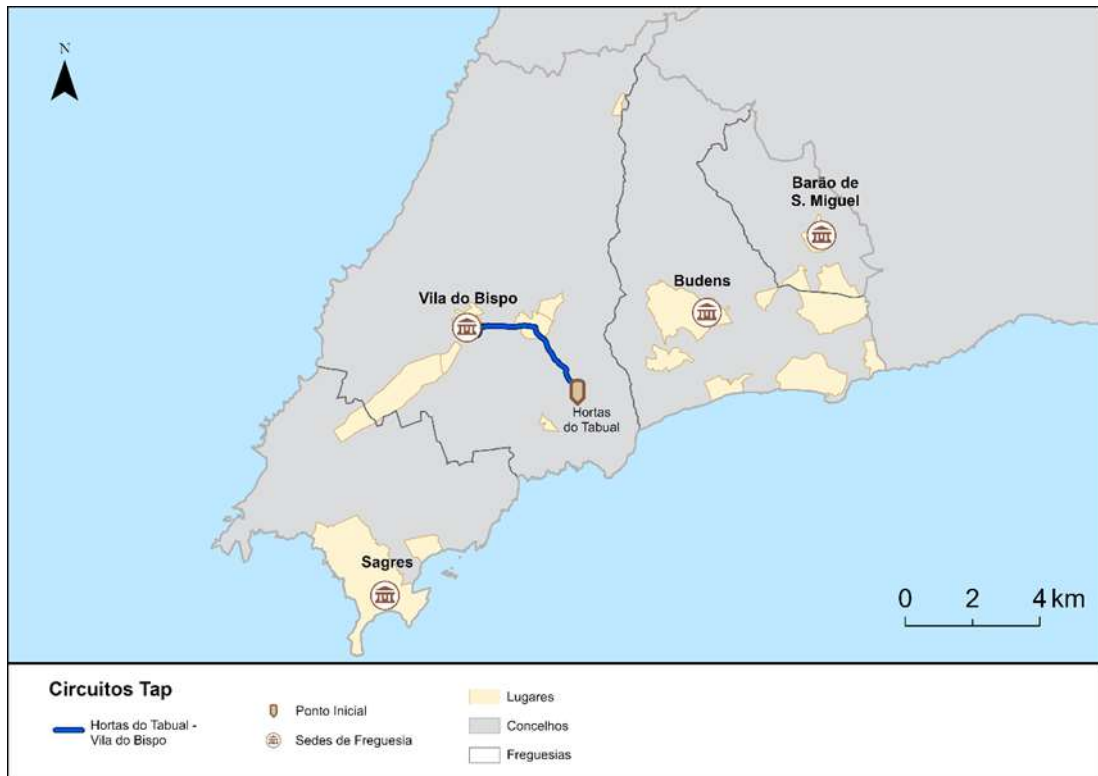 N
Barão de
S. Miguel
Budens
Vila do Bispo
Hortas
do Tabual
Sagres
0 2 4 km
Circuitos Tap
Hortas do Tabual -
Vila do Bispo
Ponto Inicial
Sedes de Freguesia
Lugares
Concelhos
Freguesias